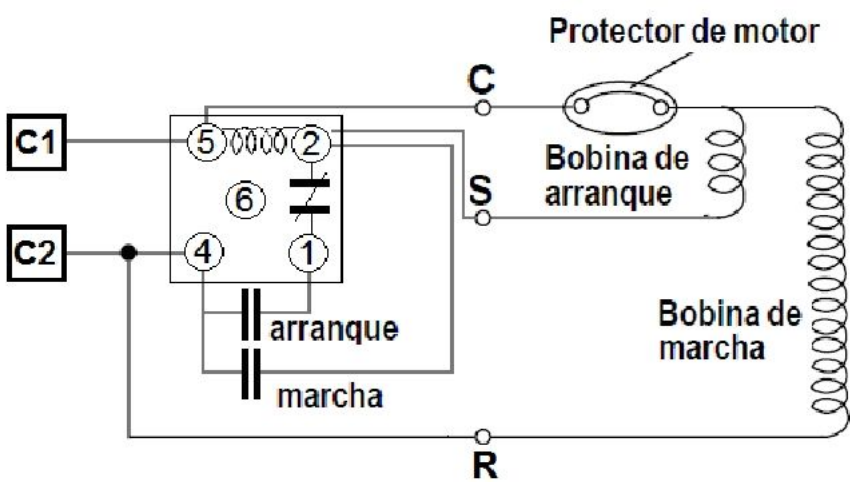 Protector de motor
C
C1
5
2
Bobina de
arranque
6
S
C2
4
1
arranque
Bobina de
marcha
marcha
R